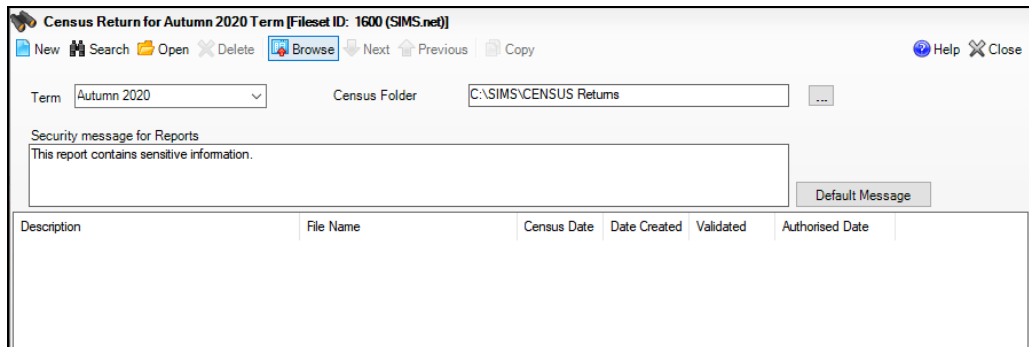 Census Return for Autumn 2020 Term [Fileset ID: 1600 (SIMS.net)]
New Search Open Delete Browse Next Previous Copy Help Close
Term Autumn 2020 Census Folder C:\SIMS\CENSUS Returns ...
Security message for Reports
This report contains sensitive information.
Default Message
Description File Name Census Date Date Created Validated Authorised Date